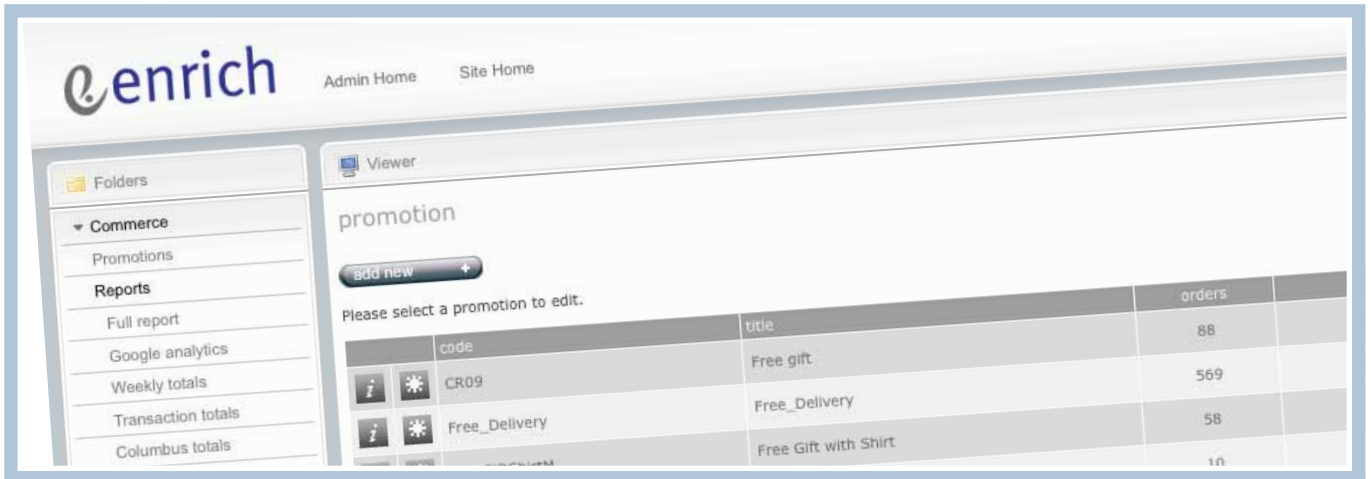 enrich
Admin Home Site Home
Folders
Commerce
Promotions
Reports
Full report
Google analytics
Weekly totals
Transaction totals
Columbus totals
Viewer
promotion
add new +
Please select a promotion to edit.
code title orders
i CR09 Free gift 88
i Free_Delivery Free_Delivery 569
Free Gift with Shirt 58
10